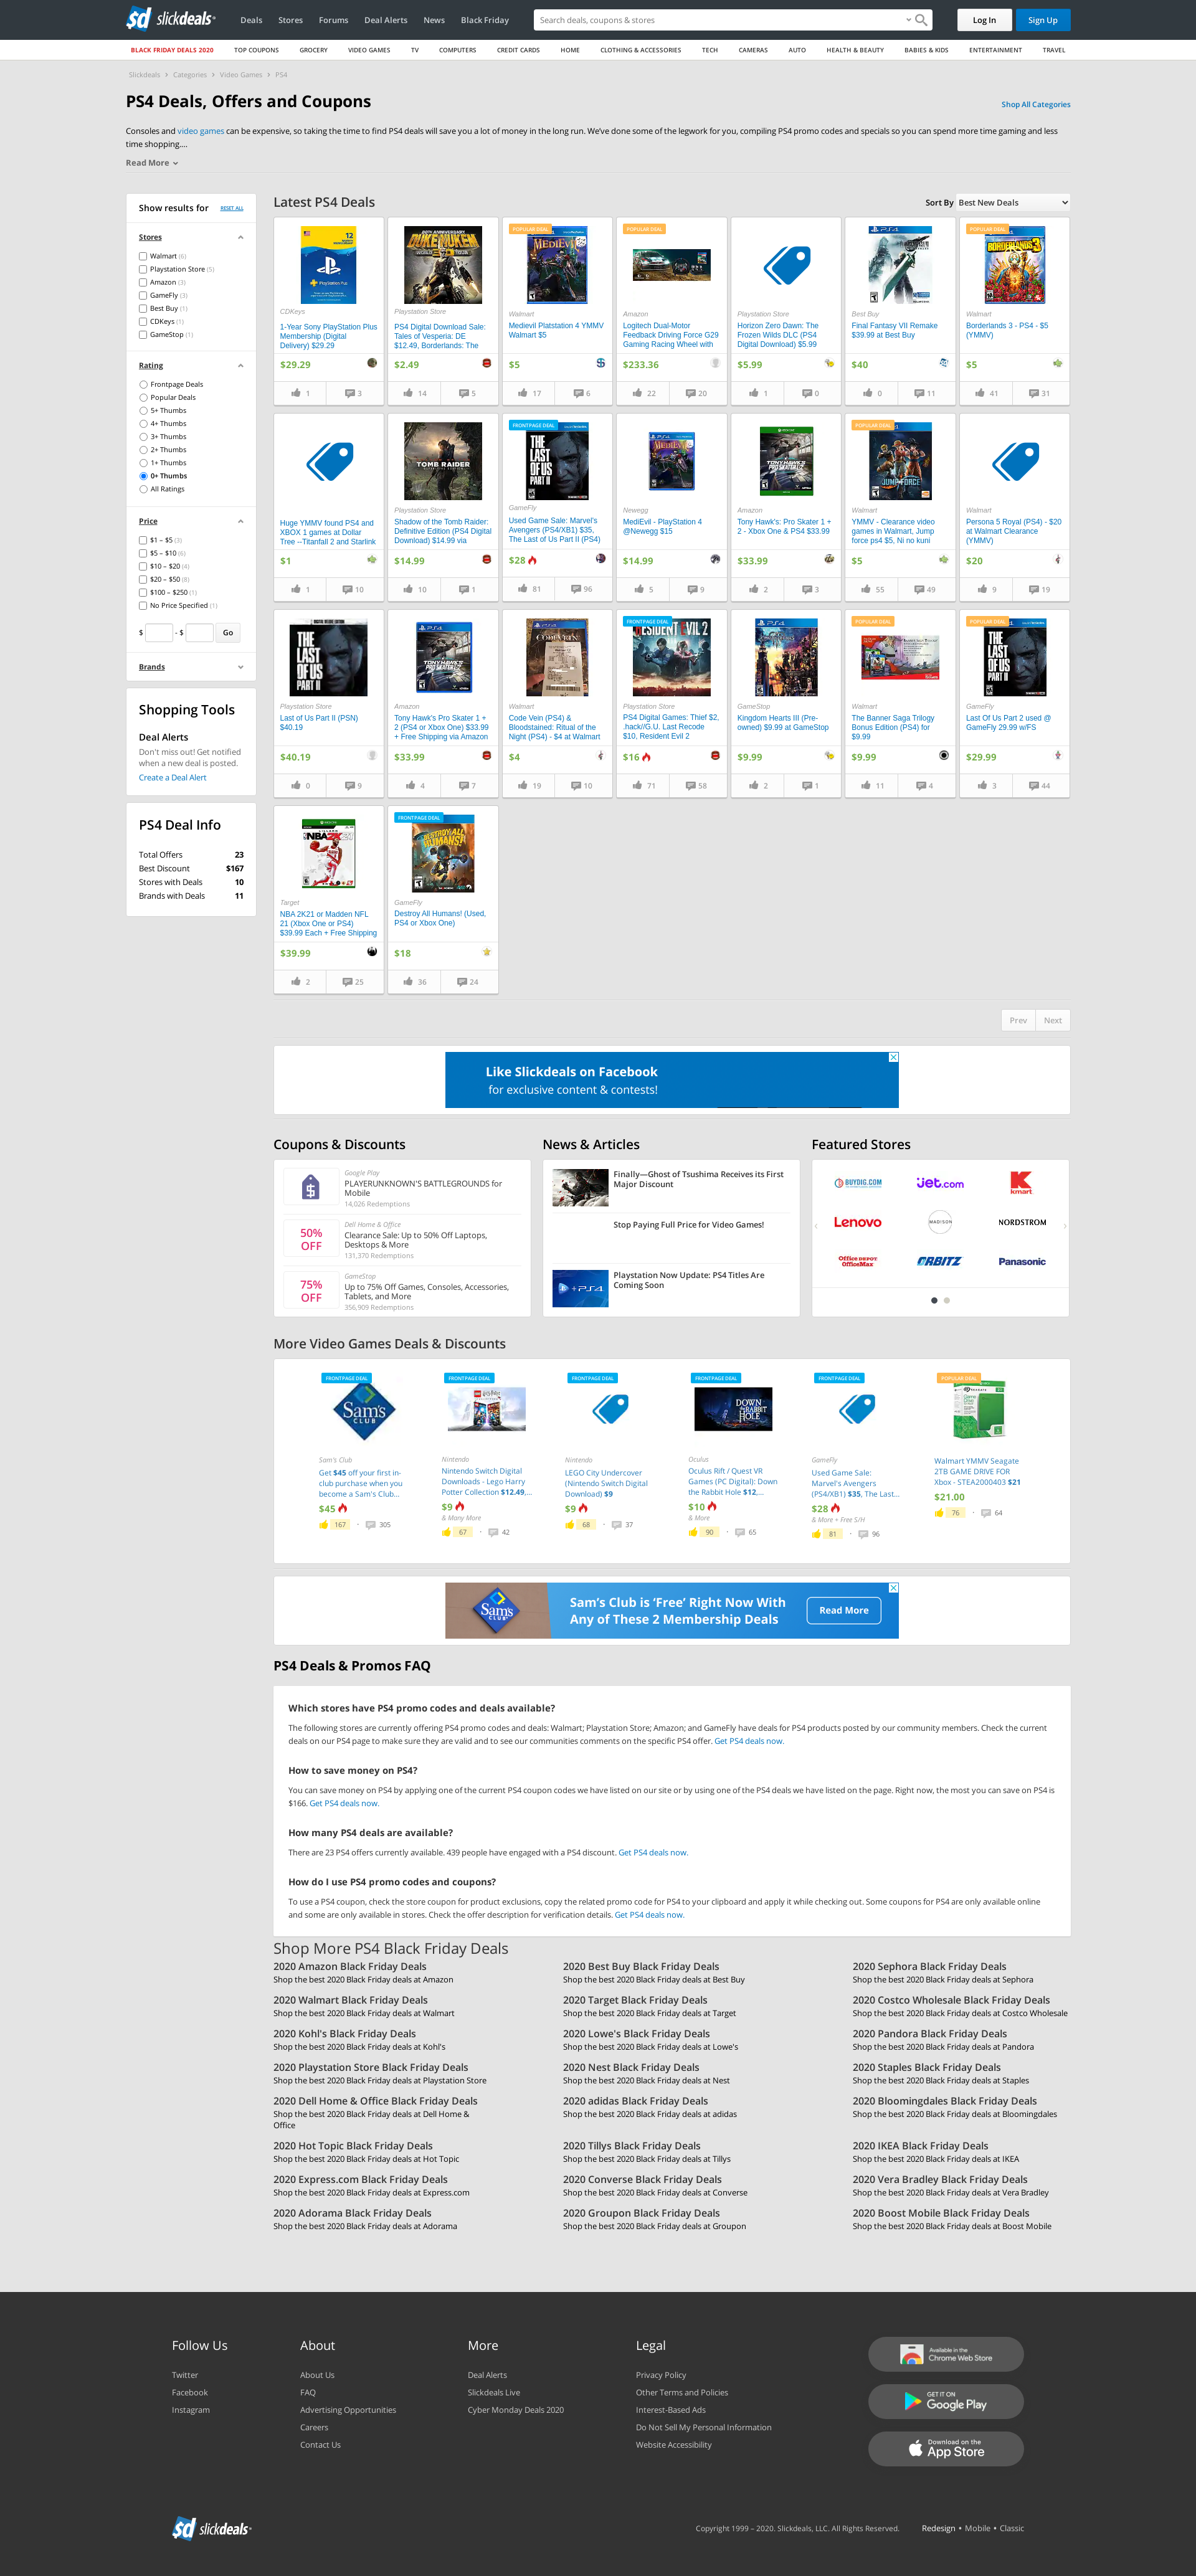 slickdeals
Deals
Stores
Forums
Deal Alerts
News
Black Friday
Search deals, coupons & stores
Log In
Sign Up
BLACK FRIDAY DEALS 2020
TOP COUPONS
GROCERY
VIDEO GAMES
TV
COMPUTERS
CREDIT CARDS
HOME
CLOTHING & ACCESSORIES
TECH
CAMERAS
AUTO
HEALTH & BEAUTY
BABIES & KIDS
ENTERTAINMENT
TRAVEL
Slickdeals > Categories > Video Games > PS4
PS4 Deals, Offers and Coupons
Shop All Categories
Consoles and video games can be expensive, so taking the time to find PS4 deals will save you a lot of money in the long run. We've done some of the legwork for you, compiling PS4 promo codes and specials so you can spend more time gaming and less
time shopping....
Read More
Show results for
RESET ALL
Stores
Walmart (6)
Playstation Store (5)
Amazon (3)
GameFly (3)
Best Buy (1)
CDKeys (1)
GameStop (1)
Rating
Frontpage Deals
Popular Deals
5+ Thumbs
4+ Thumbs
3+ Thumbs
2+ Thumbs
1+ Thumbs
0+ Thumbs
All Ratings
Price
$1 – $5 (3)
$5 – $10 (6)
$10 – $20 (4)
$20 – $50 (8)
$100 – $250 (1)
No Price Specified (1)
$ - $ Go
Brands
Shopping Tools
Deal Alerts
Don't miss out! Get notified
when a new deal is posted.
Create a Deal Alert
PS4 Deal Info
Total Offers 23
Best Discount $167
Stores with Deals 10
Brands with Deals 11
Latest PS4 Deals
Sort By Best New Deals
CDKeys
1-Year Sony PlayStation Plus
Membership (Digital
Delivery) $29.29
$29.29
1 3
Playstation Store
PS4 Digital Download Sale:
Tales of Vesperia: DE
$12.49, Borderlands: The
$2.49
14 5
POPULAR DEAL
Walmart
Medievil Platstation 4 YMMV
Walmart $5
$5
17 6
POPULAR DEAL
Amazon
Logitech Dual-Motor
Feedback Driving Force G29
Gaming Racing Wheel with
$233.36
22 20
Playstation Store
Horizon Zero Dawn: The
Frozen Wilds DLC (PS4
Digital Download) $5.99
$5.99
1 0
Best Buy
Final Fantasy VII Remake
$39.99 at Best Buy
$40
0 11
POPULAR DEAL
Walmart
Borderlands 3 - PS4 - $5
(YMMV)
$5
41 31
Huge YMMV found PS4 and
XBOX 1 games at Dollar
Tree --Titanfall 2 and Starlink
$1
1 10
TOMB RAIDER
Playstation Store
Shadow of the Tomb Raider:
Definitive Edition (PS4 Digital
Download) $14.99 via
$14.99
10 1
FRONTPAGE DEAL
THE LAST OF US PART II
GameFly
Used Game Sale: Marvel's
Avengers (PS4/XB1) $35,
The Last of Us Part II (PS4)
$28
81 96
Newegg
MediEvil - PlayStation 4
@Newegg $15
$14.99
5 9
Amazon
Tony Hawk's: Pro Skater 1 +
2 - Xbox One & PS4 $33.99
$33.99
2 3
POPULAR DEAL
Walmart
YMMV - Clearance video
games in Walmart, Jump
force ps4 $5, Ni no kuni
$5
55 49
Walmart
Persona 5 Royal (PS4) - $20
at Walmart Clearance
(YMMV)
$20
9 19
THE LAST OF US PART II
Playstation Store
Last of Us Part II (PSN)
$40.19
$40.19
0 9
Amazon
Tony Hawk's Pro Skater 1 +
2 (PS4 or Xbox One) $33.99
+ Free Shipping via Amazon
$33.99
4 7
Walmart
Code Vein (PS4) &
Bloodstained: Ritual of the
Night (PS4) - $4 at Walmart
$4
19 10
FRONTPAGE DEAL
RESIDENT EVIL 2
Playstation Store
PS4 Digital Games: Thief $2,
.hack//G.U. Last Recode
$10, Resident Evil 2
$16
71 58
GameStop
Kingdom Hearts III (Pre-
owned) $9.99 at GameStop
$9.99
2 1
POPULAR DEAL
Walmart
The Banner Saga Trilogy
Bonus Edition (PS4) for
$9.99
$9.99
11 4
POPULAR DEAL
THE LAST OF US PART II
GameFly
Last Of Us Part 2 used @
GameFly 29.99 w/FS
$29.99
3 44
NBA2K21
Target
NBA 2K21 or Madden NFL
21 (Xbox One or PS4)
$39.99 Each + Free Shipping
$39.99
2 25
FRONTPAGE DEAL
GameFly
Destroy All Humans! (Used,
PS4 or Xbox One)
$18
36 24
Prev Next
Like Slickdeals on Facebook
for exclusive content & contests!
Coupons & Discounts
Google Play
PLAYERUNKNOWN'S BATTLEGROUNDS for
Mobile
14,026 Redemptions
50%
OFF
Dell Home & Office
Clearance Sale: Up to 50% Off Laptops,
Desktops & More
131,370 Redemptions
75%
OFF
GameStop
Up to 75% Off Games, Consoles, Accessories,
Tablets, and More
356,909 Redemptions
News & Articles
Finally—Ghost of Tsushima Receives its First
Major Discount
Stop Paying Full Price for Video Games!
Playstation Now Update: PS4 Titles Are
Coming Soon
Featured Stores
BUYDIG.COM
Jet.com
kmart
Lenovo
MADISON
NORDSTROM
Office DEPOT
OfficeMax
ORBITZ
Panasonic
More Video Games Deals & Discounts
FRONTPAGE DEAL
Sam's Club
Get $45 off your first in-
club purchase when you
become a Sam's Club...
$45
167 · 305
FRONTPAGE DEAL
Nintendo
Nintendo Switch Digital
Downloads - Lego Harry
Potter Collection $12.49,...
$9
& Many More
67 · 42
FRONTPAGE DEAL
Nintendo
LEGO City Undercover
(Nintendo Switch Digital
Download) $9
$9
68 · 37
FRONTPAGE DEAL
DOWN THE RABBIT HOLE
Oculus
Oculus Rift / Quest VR
Games (PC Digital): Down
the Rabbit Hole $12,...
$10
& More
90 · 65
FRONTPAGE DEAL
GameFly
Used Game Sale:
Marvel's Avengers
(PS4/XB1) $35, The Last...
$28
& More + Free S/H
81 · 96
POPULAR DEAL
Walmart YMMV Seagate
2TB GAME DRIVE FOR
Xbox - STEA2000403 $21
$21.00
76 · 64
Sam's Club is 'Free' Right Now With
Any of These 2 Membership Deals
Read More
PS4 Deals & Promos FAQ
Which stores have PS4 promo codes and deals available?
The following stores are currently offering PS4 promo codes and deals: Walmart; Playstation Store; Amazon; and GameFly have deals for PS4 products posted by our community members. Check the current
deals on our PS4 page to make sure they are valid and to see our communities comments on the specific PS4 offer. Get PS4 deals now.
How to save money on PS4?
You can save money on PS4 by applying one of the current PS4 coupon codes we have listed on our site or by using one of the PS4 deals we have listed on the page. Right now, the most you can save on PS4 is
$166. Get PS4 deals now.
How many PS4 deals are available?
There are 23 PS4 offers currently available. 439 people have engaged with a PS4 discount. Get PS4 deals now.
How do I use PS4 promo codes and coupons?
To use a PS4 coupon, check the store coupon for product exclusions, copy the related promo code for PS4 to your clipboard and apply it while checking out. Some coupons for PS4 are only available online
and some are only available in stores. Check the offer description for verification details. Get PS4 deals now.
Shop More PS4 Black Friday Deals
2020 Amazon Black Friday Deals
Shop the best 2020 Black Friday deals at Amazon
2020 Best Buy Black Friday Deals
Shop the best 2020 Black Friday deals at Best Buy
2020 Sephora Black Friday Deals
Shop the best 2020 Black Friday deals at Sephora
2020 Walmart Black Friday Deals
Shop the best 2020 Black Friday deals at Walmart
2020 Target Black Friday Deals
Shop the best 2020 Black Friday deals at Target
2020 Costco Wholesale Black Friday Deals
Shop the best 2020 Black Friday deals at Costco Wholesale
2020 Kohl's Black Friday Deals
Shop the best 2020 Black Friday deals at Kohl's
2020 Lowe's Black Friday Deals
Shop the best 2020 Black Friday deals at Lowe's
2020 Pandora Black Friday Deals
Shop the best 2020 Black Friday deals at Pandora
2020 Playstation Store Black Friday Deals
Shop the best 2020 Black Friday deals at Playstation Store
2020 Nest Black Friday Deals
Shop the best 2020 Black Friday deals at Nest
2020 Staples Black Friday Deals
Shop the best 2020 Black Friday deals at Staples
2020 Dell Home & Office Black Friday Deals
Shop the best 2020 Black Friday deals at Dell Home &
Office
2020 adidas Black Friday Deals
Shop the best 2020 Black Friday deals at adidas
2020 Bloomingdales Black Friday Deals
Shop the best 2020 Black Friday deals at Bloomingdales
2020 Hot Topic Black Friday Deals
Shop the best 2020 Black Friday deals at Hot Topic
2020 Tillys Black Friday Deals
Shop the best 2020 Black Friday deals at Tillys
2020 IKEA Black Friday Deals
Shop the best 2020 Black Friday deals at IKEA
2020 Express.com Black Friday Deals
Shop the best 2020 Black Friday deals at Express.com
2020 Converse Black Friday Deals
Shop the best 2020 Black Friday deals at Converse
2020 Vera Bradley Black Friday Deals
Shop the best 2020 Black Friday deals at Vera Bradley
2020 Adorama Black Friday Deals
Shop the best 2020 Black Friday deals at Adorama
2020 Groupon Black Friday Deals
Shop the best 2020 Black Friday deals at Groupon
2020 Boost Mobile Black Friday Deals
Shop the best 2020 Black Friday deals at Boost Mobile
Follow Us
Twitter
Facebook
Instagram
About
About Us
FAQ
Advertising Opportunities
Careers
Contact Us
More
Deal Alerts
Slickdeals Live
Cyber Monday Deals 2020
Legal
Privacy Policy
Other Terms and Policies
Interest-Based Ads
Do Not Sell My Personal Information
Website Accessibility
Available in the
Chrome Web Store
GET IT ON
Google Play
Download on the
App Store
slickdeals
Copyright 1999 – 2020. Slickdeals, LLC. All Rights Reserved.
Redesign • Mobile • Classic